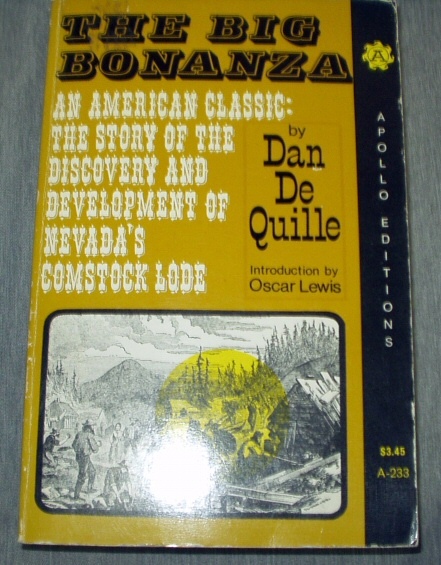 THE BIG
BONANZA
AN AMERICAN CLASSIC:
THE STORY OF THE
DISCOVERY AND
DEVELOPMENT OF
NEVADA'S
COMSTOCK LODE
by
Dan
De
Quille
Introduction by
Oscar Lewis
A
APOLLO EDITIONS
$3.45
A-233